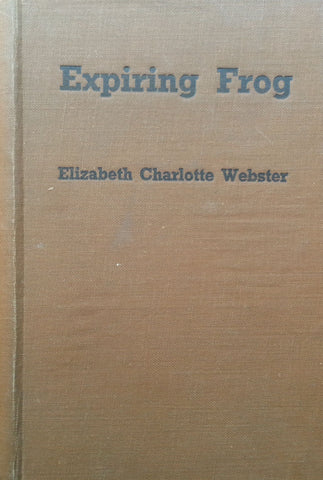 Expiring Frog
Elizabeth Charlotte Webster